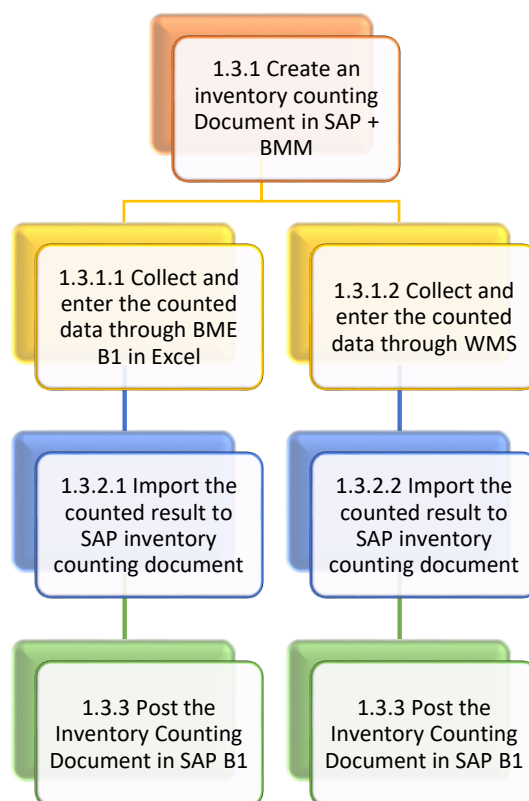 1.3.1 Create an
inventory counting
Document in SAP +
BMM
1.3.1.1 Collect and
enter the counted
data through BME
B1 in Excel
1.3.1.2 Collect and
enter the counted
data through WMS
1.3.2.1 Import the
counted result to
SAP inventory
counting document
1.3.2.2 Import the
counted result to
SAP inventory
counting document
1.3.3 Post the
Inventory Counting
Document in SAP B1
1.3.3 Post the
Inventory Counting
Document in SAP B1